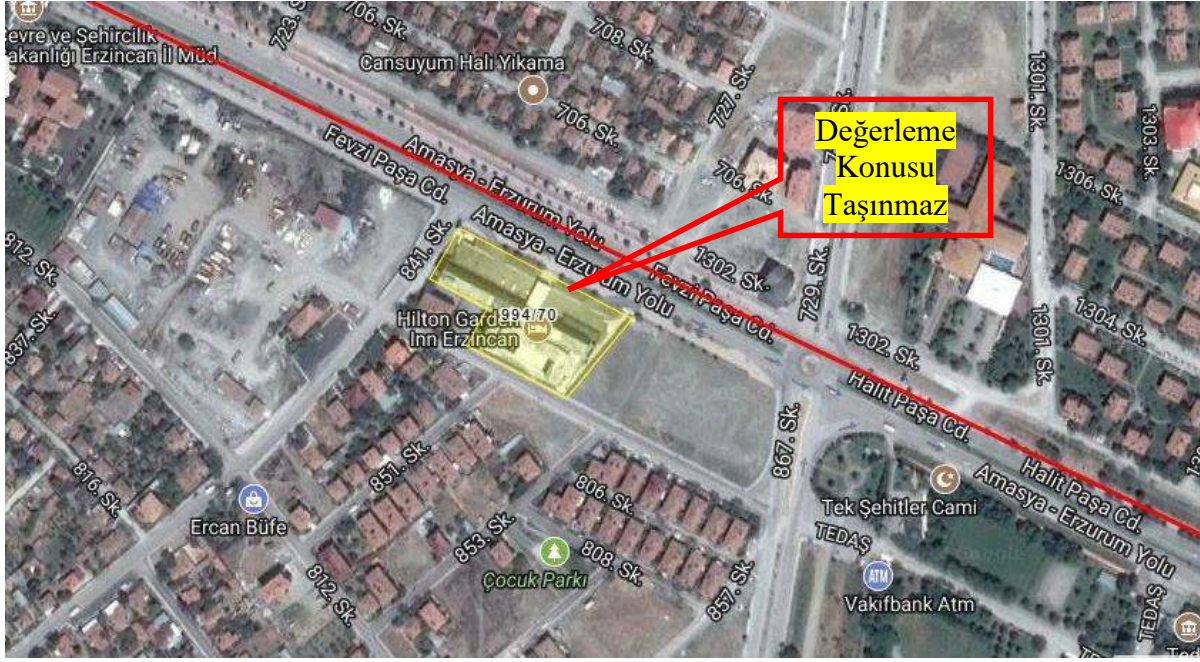 706. Sk.
723. S
708. Sk.
evre ve Şehircilik
akanlığı Erzincan İl Müd
Cansuyum Halı Yıkama
706. Sk.
727. Sk.
Sk.
1301. Sk.
1303. Sk.
Değerleme
Konusu
Taşınmaz
Fevzi Paşa Cd.
Amasya - Erzurum Yolu
706. Sk.
1306. Sk.
812. Sk.
841. Sk.
Amasya - Erzurum Yolu
Fevzi Paşa Cd.
1302. Sk.
729. Sk.
994/70
Hilton Garden
Inn Erzincan
837. Sk.
1302. Sk.
1301. Sk.
1304. Sk.
Halit Paşa Cd.
816. Sk.
851. Sk.
867. Sk.
Halit Paşa Cd.
Ercan Büfe
806. Sk.
Tek Şehitler Cami
Amasya - Erzurum Yolu
853. Sk.
808. Sk.
TEDAŞ
Çocuk Parkı
812. Sk.
857. Sk.
ATM
Vakıfbank Atm
TEDAŞ